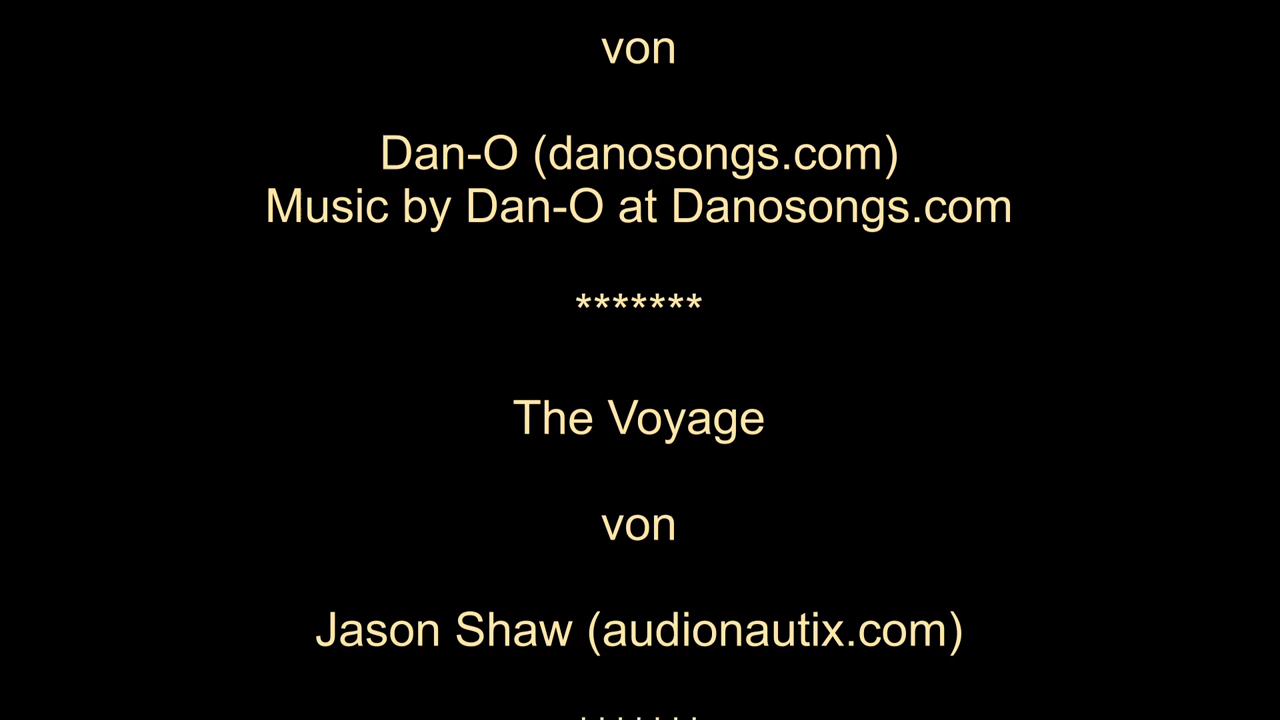 von
Dan-O (danosongs.com)
Music by Dan-O at Danosongs.com
*******
The Voyage
von
Jason Shaw (audionautix.com)